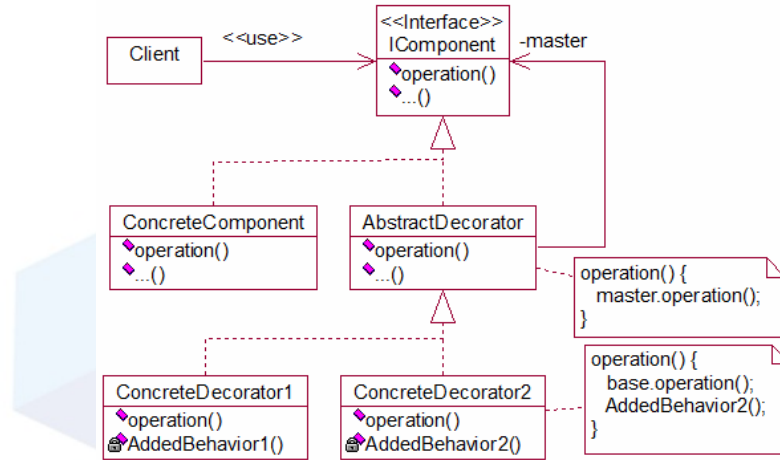 <<Interface>>
IComponent
operation()
...()
Client
<<use>>
-master
ConcreteComponent
operation()
...()
AbstractDecorator
operation()
...()
operation() {
master.operation();
}
ConcreteDecorator1
operation()
AddedBehavior1()
ConcreteDecorator2
operation()
AddedBehavior2()
operation() {
base.operation();
AddedBehavior2();
}